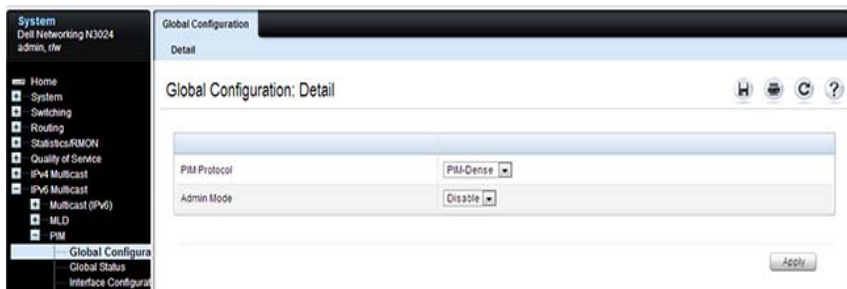 System
Dell Networking N3024
admin, r/w
Global Configuration
Detail
Home
System
Switching
Routing
Statistics/RMON
Quality of Service
IPv4 Multicast
IPv6 Multicast
Multicast (IPv6)
MLD
PIM
Global Configura
Global Status
Interface Configurat
Global Configuration: Detail
PIM Protocol PIM-Dense
Admin Mode Disable
Apply